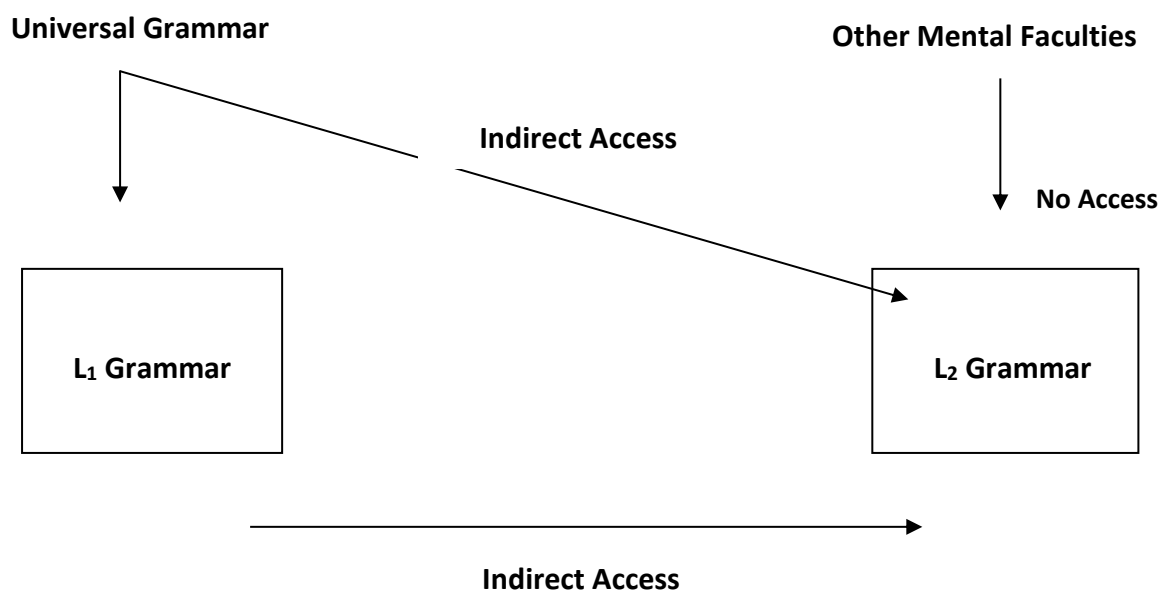 Universal Grammar
Other Mental Faculties
Indirect Access
No Access
L₁ Grammar
L₂ Grammar
Indirect Access